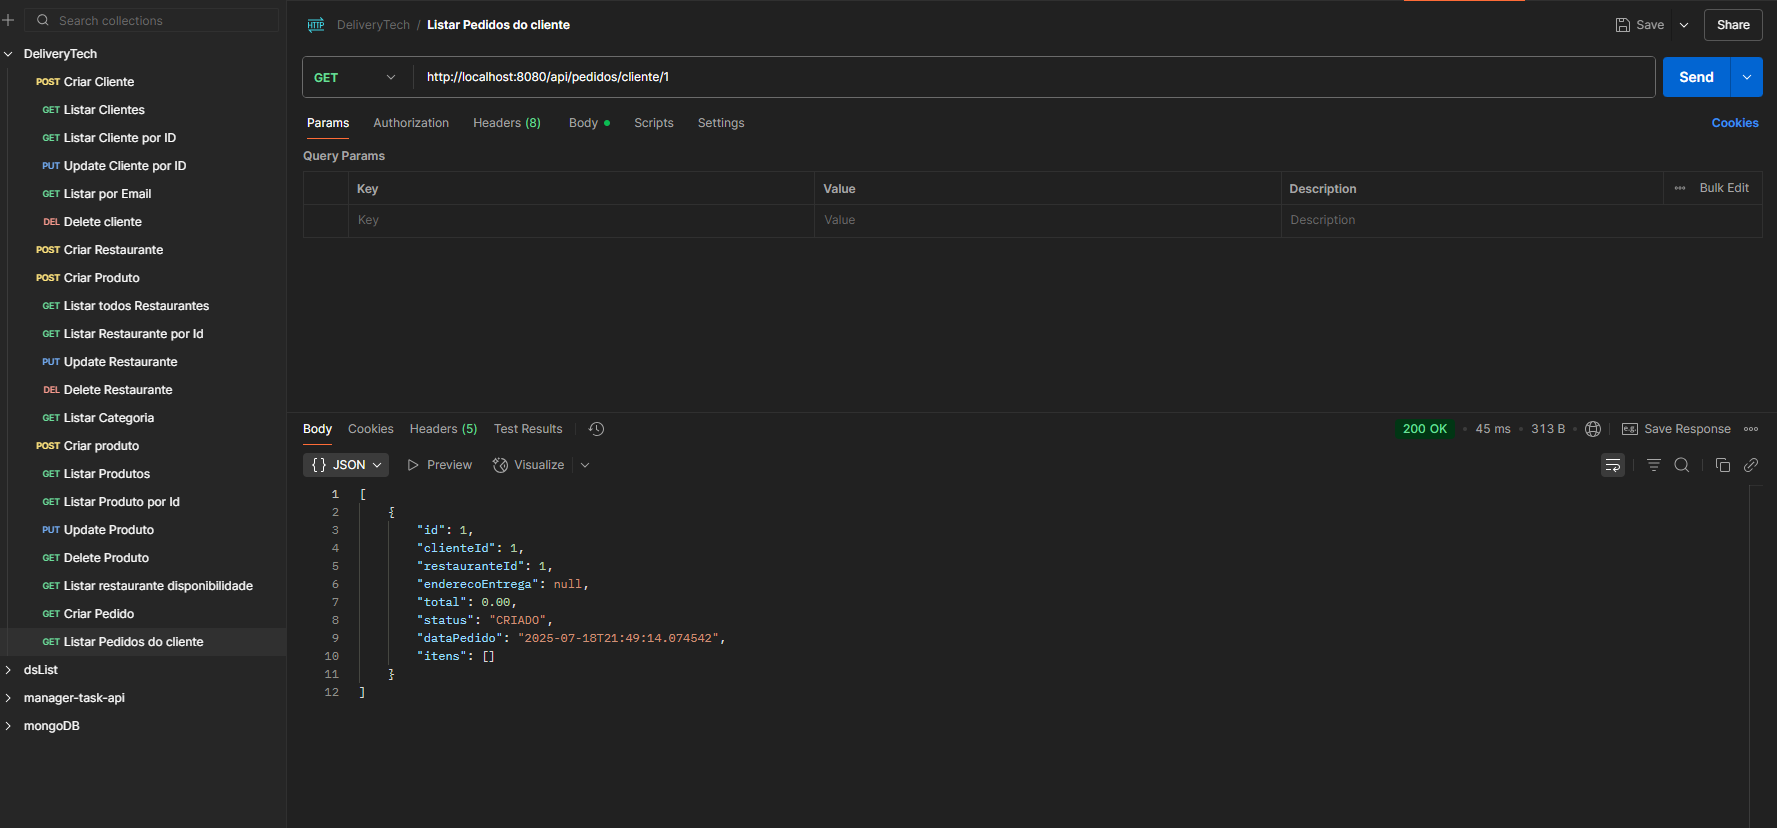 Search collections
DeliveryTech
POST Criar Cliente
GET Listar Clientes
GET Listar Cliente por ID
PUT Update Cliente por ID
GET Listar por Email
DEL Delete cliente
POST Criar Restaurante
POST Criar Produto
GET Listar todos Restaurantes
GET Listar Restaurante por Id
PUT Update Restaurante
DEL Delete Restaurante
GET Listar Categoria
POST Criar produto
GET Listar Produtos
GET Listar Produto por Id
PUT Update Produto
GET Delete Produto
GET Listar restaurante disponibilidade
GET Criar Pedido
GET Listar Pedidos do cliente
dsList
manager-task-api
mongoDB
HTTP DeliveryTech / Listar Pedidos do cliente Save Share
GET http://localhost:8080/api/pedidos/cliente/1 Send
Params Authorization Headers (8) Body Scripts Settings Cookies
Query Params
Key Value Description Bulk Edit
Key Value Description
Body Cookies Headers (5) Test Results 200 OK 45 ms 313 B e.g. Save Response
{} JSON Preview Visualize
1 [
2 {
3 "id": 1,
4 "clienteId": 1,
5 "restauranteId": 1,
6 "enderecoEntrega": null,
7 "total": 0.00,
8 "status": "CRIADO",
9 "dataPedido": "2025-07-18T21:49:14.074542",
10 "itens": []
11 }
12 ]